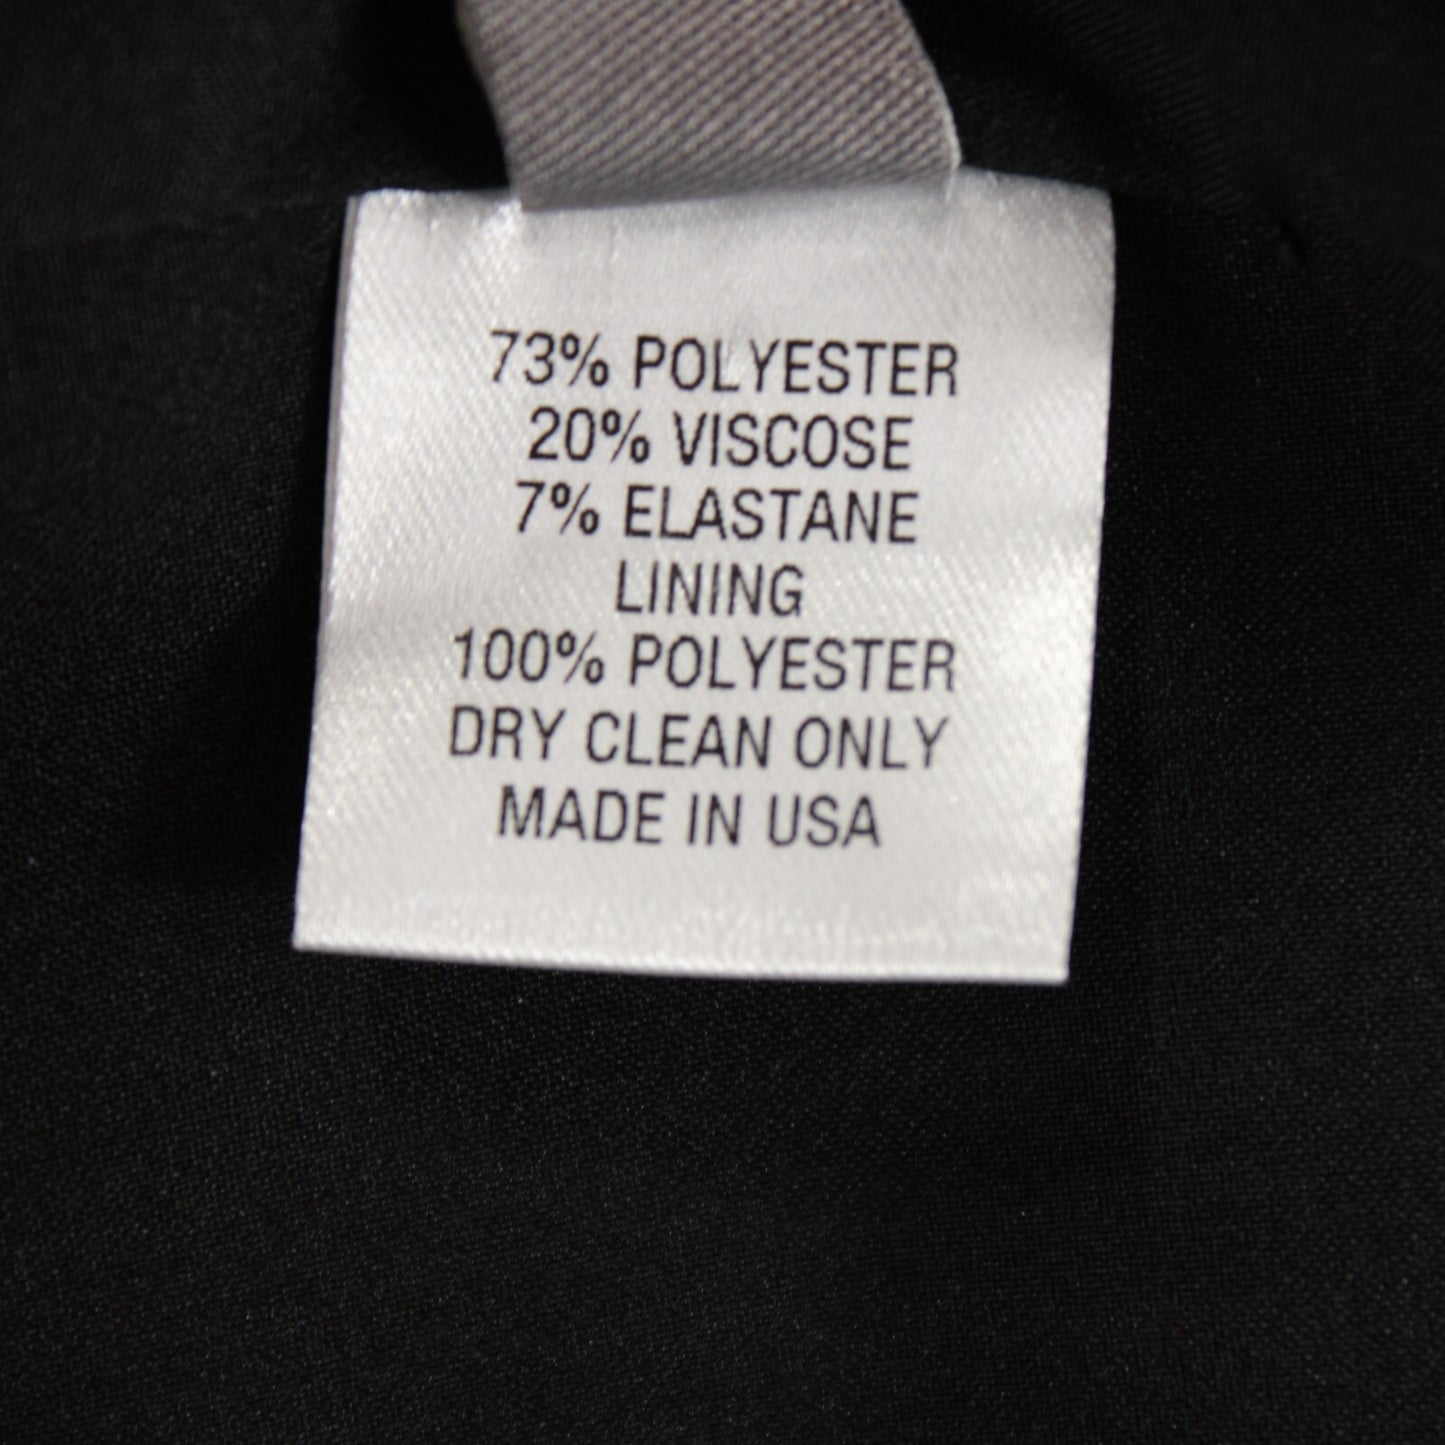 73% POLYESTER
20% VISCOSE
7% ELASTANE
LINING
100% POLYESTER
DRY CLEAN ONLY
MADE IN USA